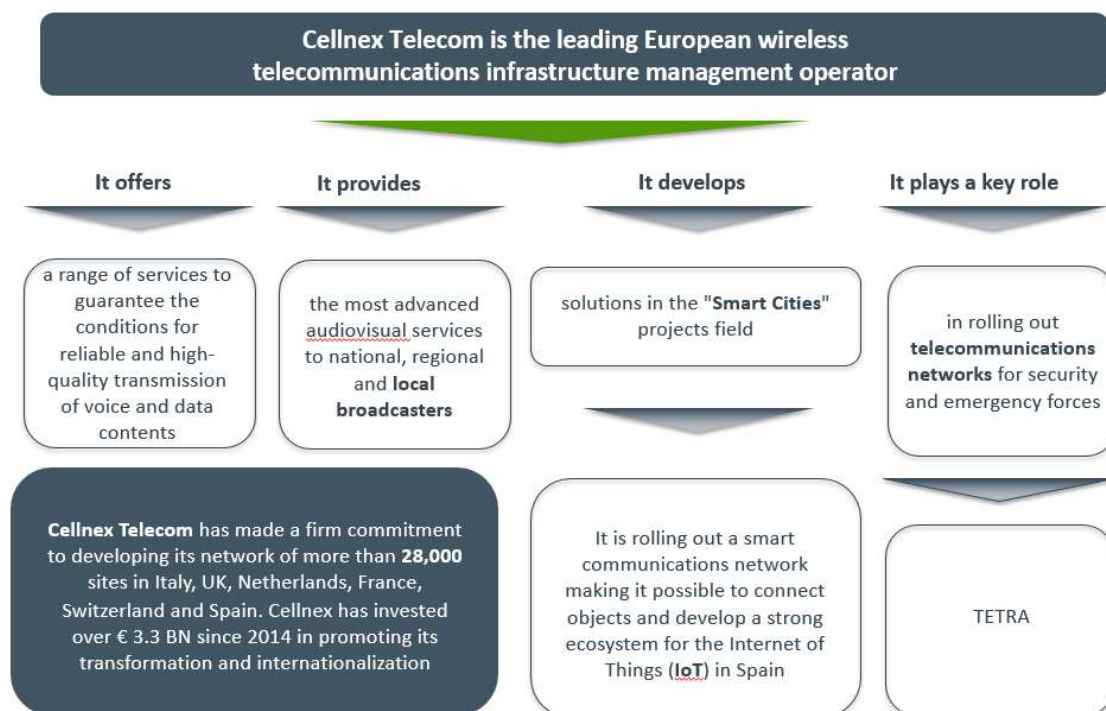 Cellnex Telecom is the leading European wireless
telecommunications infrastructure management operator
It offers
a range of services to
guarantee the
conditions for
reliable and high-
quality transmission
of voice and data
contents
It provides
the most advanced
audiovisual services
to national, regional
and local
broadcasters
Cellnex Telecom has made a firm commitment
to developing its network of more than 28,000
sites in Italy, UK, Netherlands, France,
Switzerland and Spain. Cellnex has invested
over € 3.3 BN since 2014 in promoting its
transformation and internationalization
It develops
solutions in the "Smart Cities"
projects field
It is rolling out a smart
communications network
making it possible to connect
objects and develop a strong
ecosystem for the Internet of
Things (IoT) in Spain
It plays a key role
in rolling out
telecommunications
networks for security
and emergency forces
TETRA